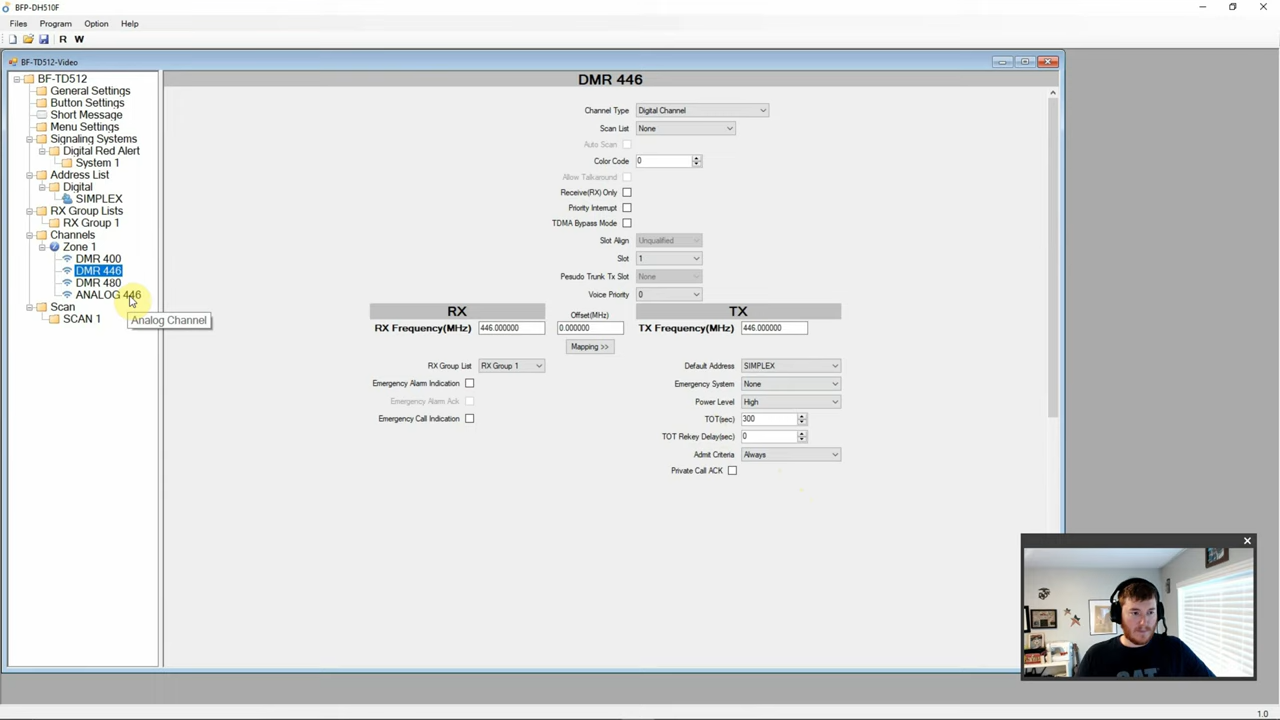 BFP-DH510F
Files Program Option Help
R W
BF-TD512-Video
BF-TD512
General Settings
Button Settings
Short Message
Menu Settings
Signaling Systems
Digital Red Alert
System 1
Address List
Digital
SIMPLEX
RX Group Lists
RX Group 1
Channels
Zone 1
DMR 400
DMR 446
DMR 480
ANALOG 446
Scan
SCAN 1
Analog Channel
DMR 446
Channel Type Digital Channel
Scan List None
Auto Scan
Color Code 0
Allow Talkaround
Receive(RX) Only
Priority Interrupt
TDMA Bypass Mode
Slot Align Unqualified
Slot 1
Pesudo Trunk Tx Slot None
Voice Priority 0
RX Offset(MHz) TX
RX Frequency(MHz) 446.000000 0.000000 TX Frequency(MHz) 446.000000
Mapping >>
RX Group List RX Group 1 Default Address SIMPLEX
Emergency Alarm Indication Emergency System None
Emergency Alarm Ack Power Level High
Emergency Call Indication TOT(sec) 300
TOT Rekey Delay(sec) 0
Admit Criteria Always
Private Call ACK
CAT
1.0